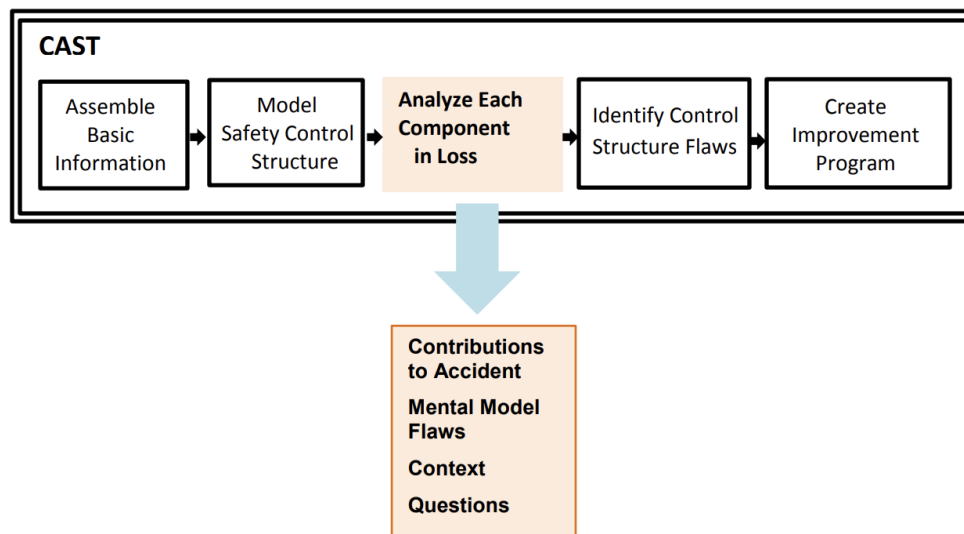 CAST
Assemble
Basic
Information
Model
Safety Control
Structure
Analyze Each
Component
in Loss
Identify Control
Structure Flaws
Create
Improvement
Program
Contributions
to Accident
Mental Model
Flaws
Context
Questions